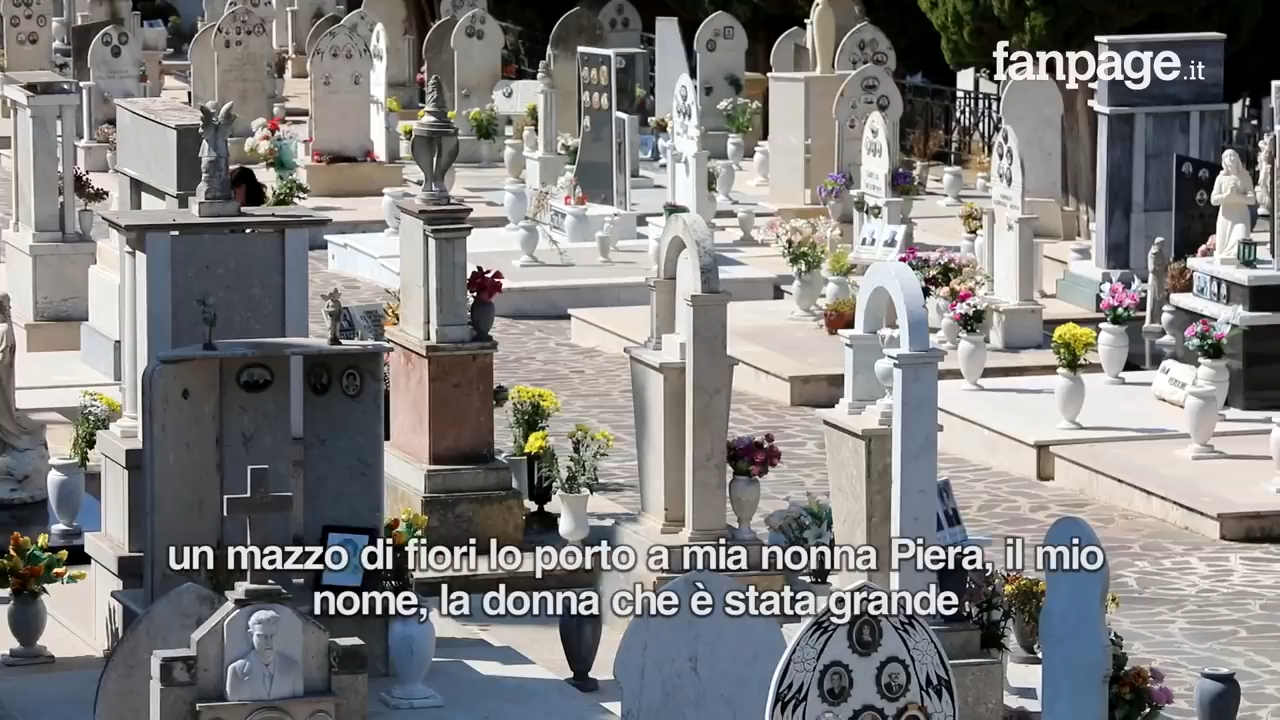 fanpage.it
un mazzo di fiori lo porto a mia nonna Piera, il mio
nome, la donna che è stata grande